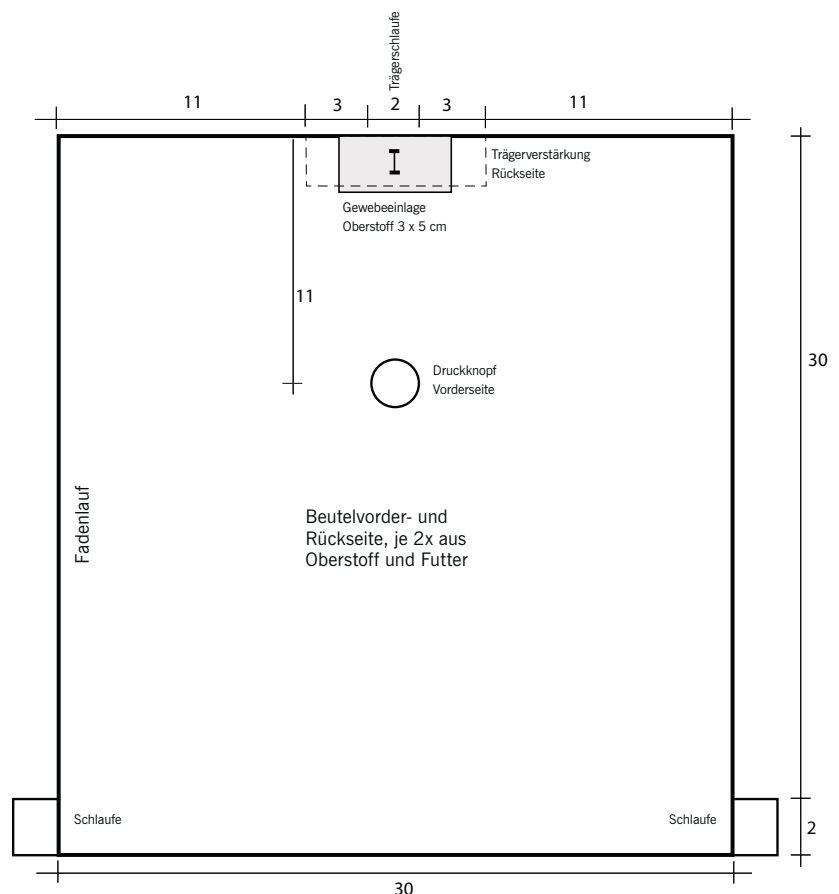 Trägerschlaufe
11
3
2
3
11
Trägerverstärkung
Rückseite
Gewebeeinlage
Oberstoff 3 x 5 cm
11
30
Druckknopf
Vorderseite
Fadenlauf
Beutelvorder- und
Rückseite, je 2x aus
Oberstoff und Futter
Schlaufe
Schlaufe
2
30